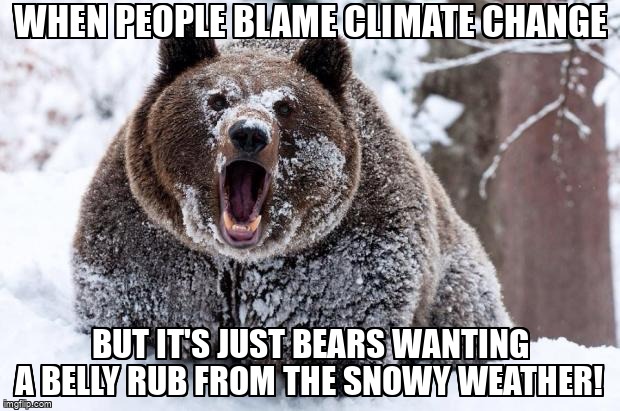 WHEN PEOPLE BLAME CLIMATE CHANGE
BUT IT'S JUST BEARS WANTING
A BELLY RUB FROM THE SNOWY WEATHER!
imgflip.com